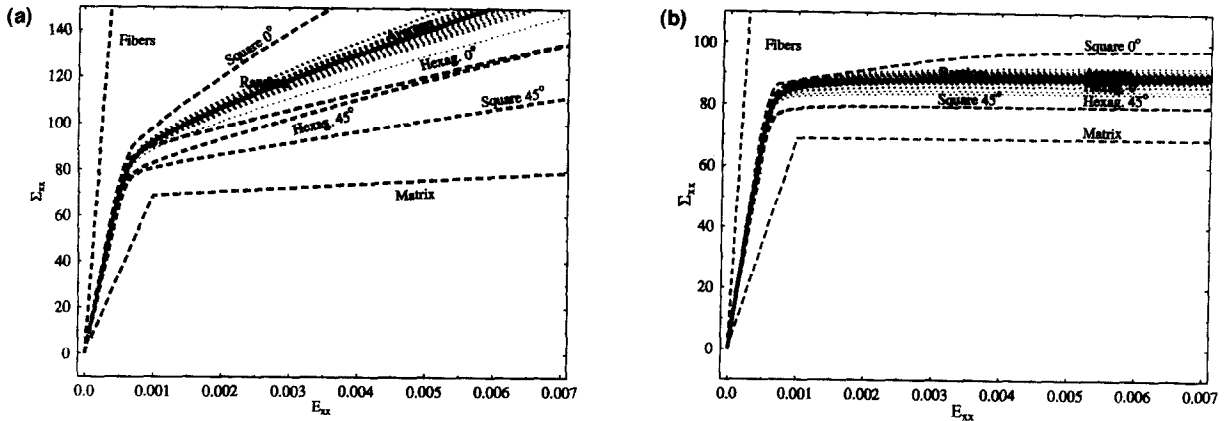 (a)
140
120
100
80
60
40
20
0
Σxx
0.0
0.001
0.002
0.003
0.004
0.005
0.006
0.007
Exx
Fibers
Square 0°
Average
Hexag. 0°
Square 45°
Hexag. 45°
Matrix
(b)
100
80
60
40
20
0
Σxx
0.0
0.001
0.002
0.003
0.004
0.005
0.006
0.007
Exx
Fibers
Square 0°
Hexag. 45°
Square 45°
Matrix